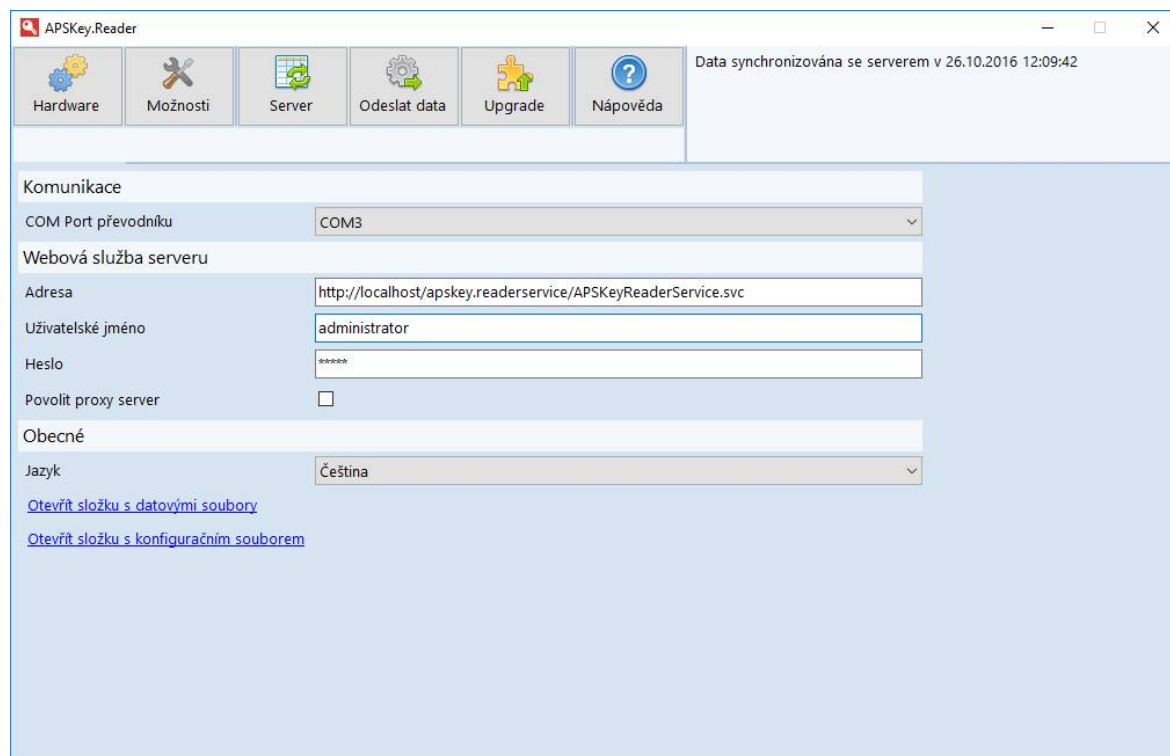 APSKey.Reader
Hardware
Možnosti
Server
Odeslat data
Upgrade
Nápověda
Data synchronizována se serverem v 26.10.2016 12:09:42
Komunikace
COM Port převodníku COM3
Webová služba serveru
Adresa http://localhost/apskey.readerservice/APSKeyReaderService.svc
Uživatelské jméno administrator
Heslo *****
Povolit proxy server
Obecné
Jazyk Čeština
Otevřít složku s datovými soubory
Otevřít složku s konfiguračním souborem